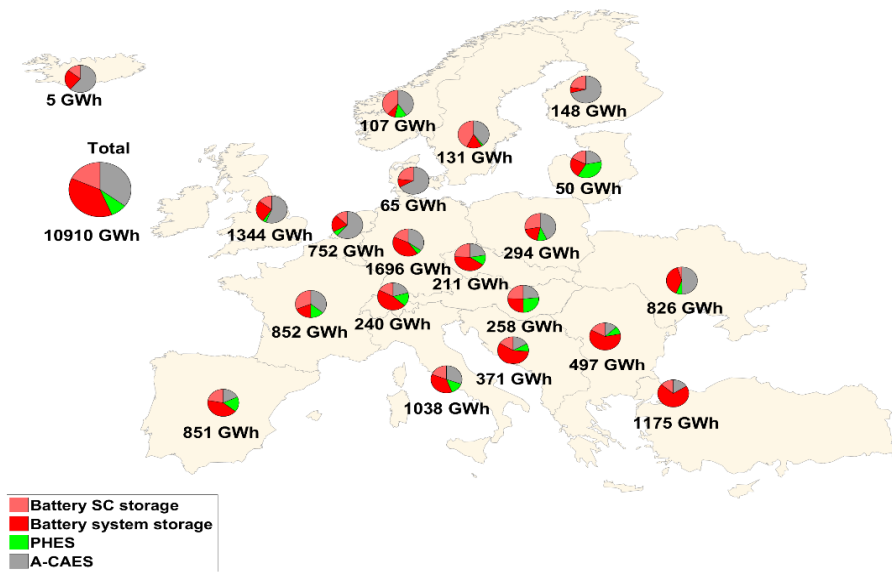 5 GWh
107 GWh
148 GWh
131 GWh
Total
50 GWh
65 GWh
10910 GWh
1344 GWh
752 GWh
294 GWh
1696 GWh
211 GWh
826 GWh
852 GWh
240 GWh
258 GWh
497 GWh
371 GWh
1038 GWh
1175 GWh
851 GWh
Battery SC storage
Battery system storage
PHES
A-CAES